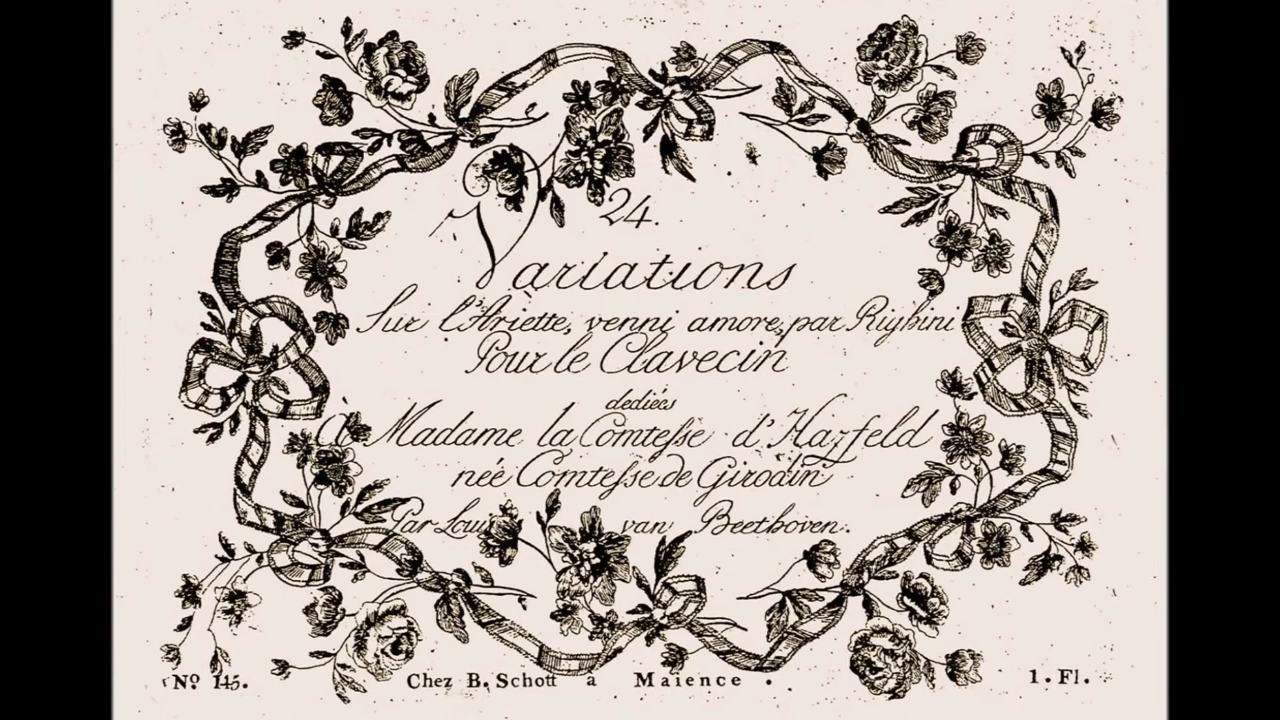 24.
Variations
Sur l'Ariette, venni amore, par Righini
Pour le Clavecin
dediées
à Madame la Comtesse d'Hazfeld
née Comtesse de Girodin
Par Louis van Beethoven.
Nº 145.
Chez B. Schott a Maience.
1. Fl.